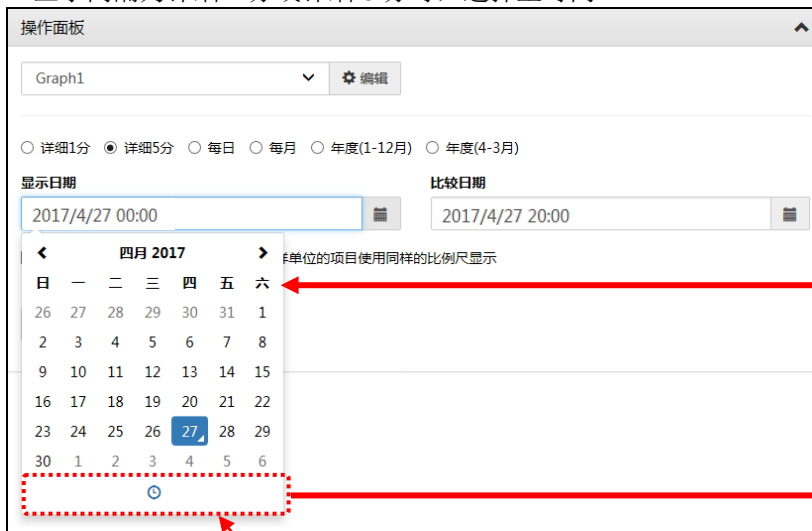 操作面板
Graph1
编辑
详细1分 详细5分 每日 每月 年度(1-12月) 年度(4-3月)
显示日期 比较日期
2017/4/27 00:00 2017/4/27 20:00
四月 2017
单位的项目使用同样的比例尺显示
日 一 二 三 四 五 六
26 27 28 29 30 31 1
2 3 4 5 6 7 8
9 10 11 12 13 14 15
16 17 18 19 20 21 22
23 24 25 26 27 28 29
30 1 2 3 4 5 6